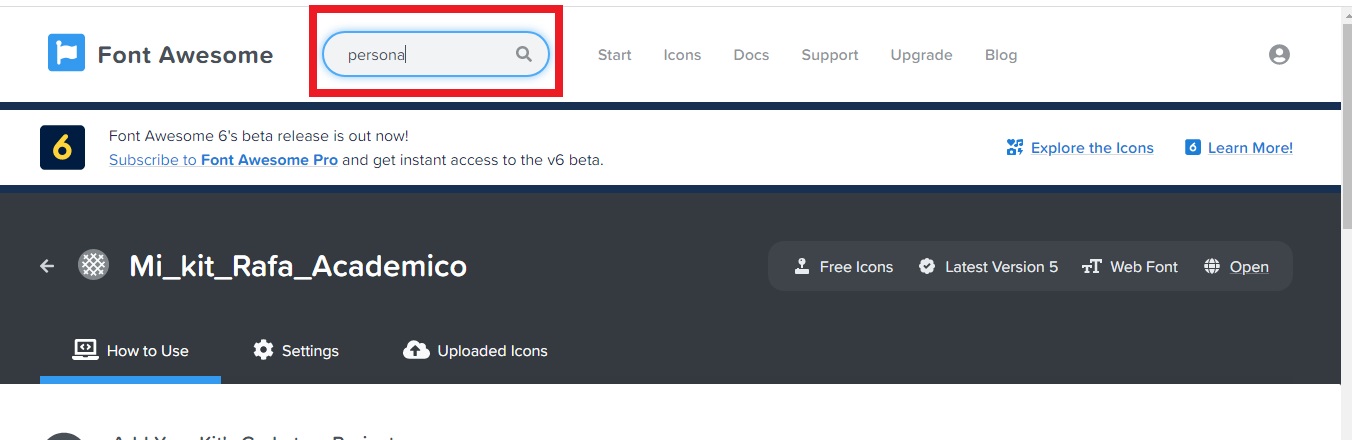 Font Awesome
persona
Start Icons Docs Support Upgrade Blog
6
Font Awesome 6's beta release is out now!
Subscribe to Font Awesome Pro and get instant access to the v6 beta.
Explore the Icons
6 Learn More!
Mi_kit_Rafa_Academico
Free Icons Latest Version 5 Web Font Open
How to Use Settings Uploaded Icons